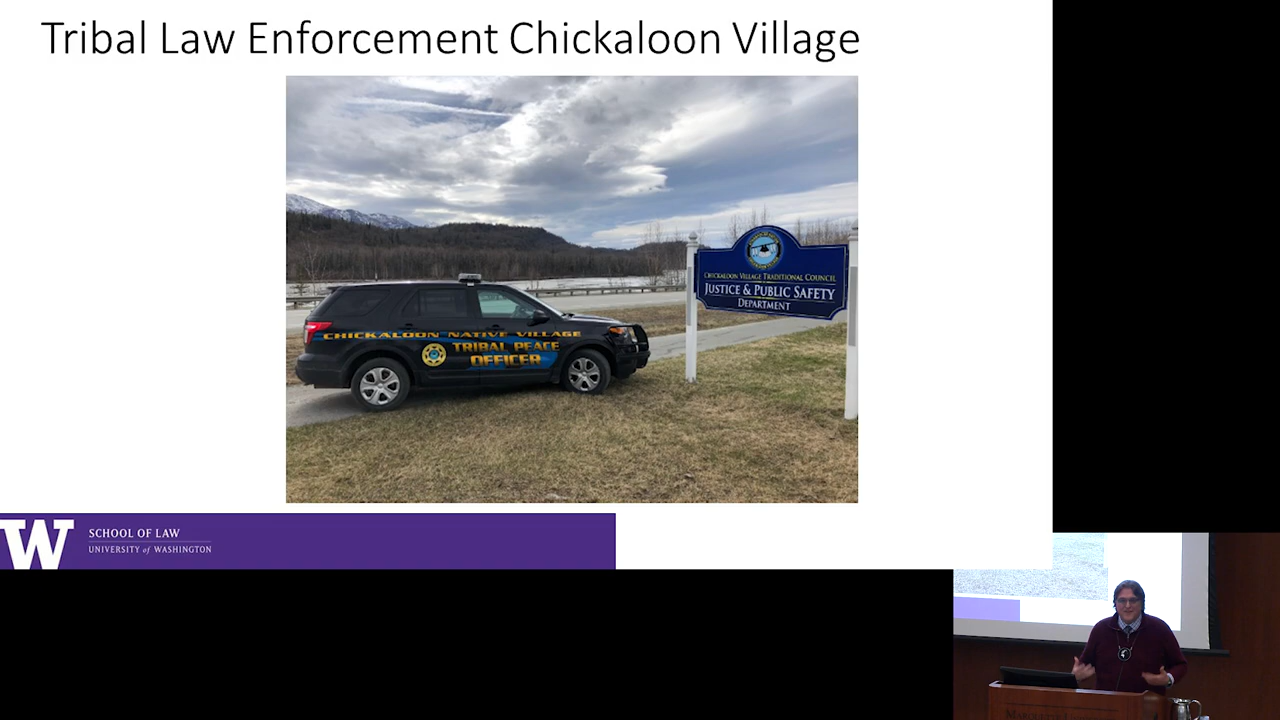 Tribal Law Enforcement Chickaloon Village
CHICKALOON VILLAGE TRADITIONAL COUNCIL
JUSTICE & PUBLIC SAFETY
DEPARTMENT
CHICKALOON NATIVE VILLAGE
TRIBAL PEACE
OFFICER
W
SCHOOL OF LAW
UNIVERSITY of WASHINGTON